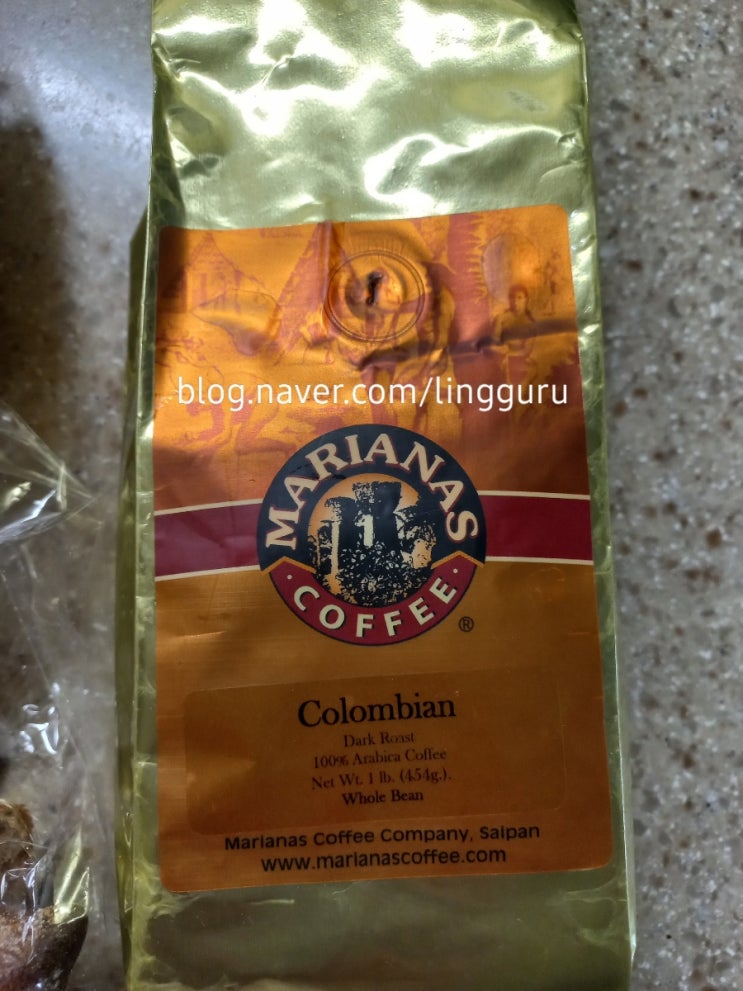 blog.naver.com/lingguru
MARIANAS
COFFEE
®
Colombian
Dark Roast
100% Arabica Coffee
Net Wt. 1 lb. (454g.).
Whole Bean
Marianas Coffee Company, Saipan
www.marianascoffee.com